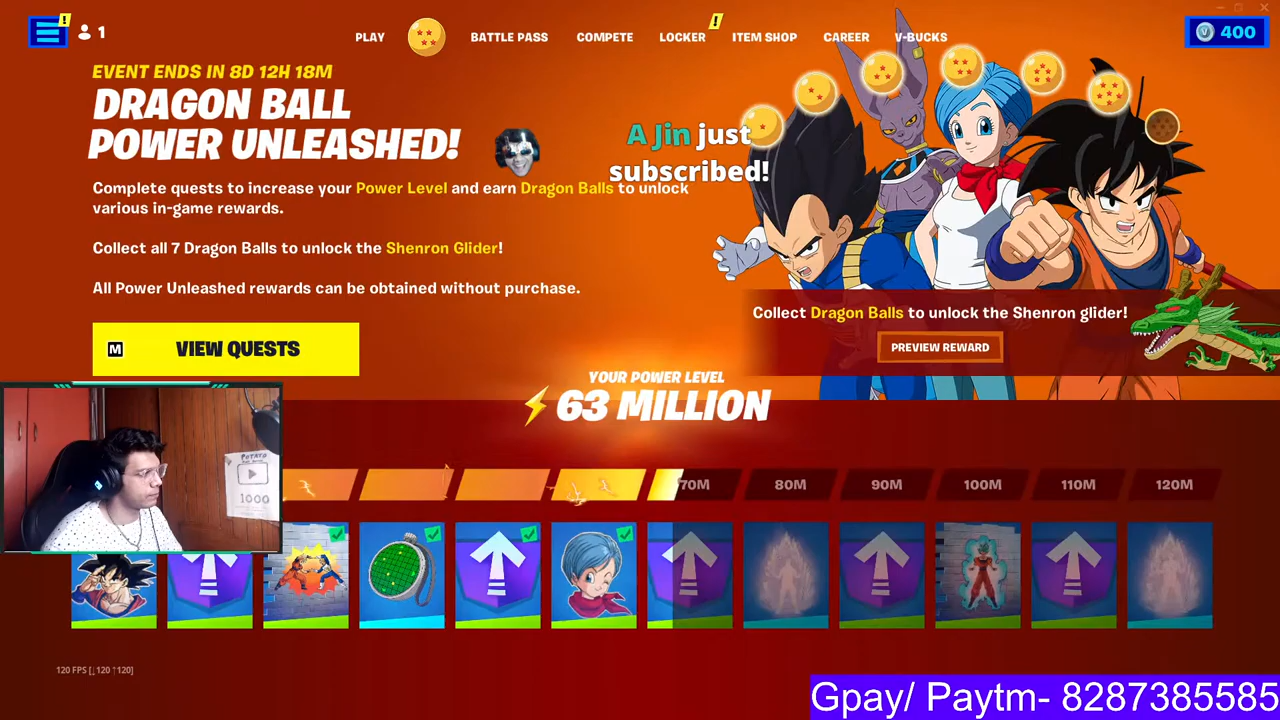 !
1
PLAY
BATTLE PASS
COMPETE
LOCKER
!
ITEM SHOP
CAREER
V-BUCKS
V 400
EVENT ENDS IN 8D 12H 18M
DRAGON BALL
POWER UNLEASHED!
A Jin just
subscribed!
Complete quests to increase your Power Level and earn Dragon Balls to unlock
various in-game rewards.
Collect all 7 Dragon Balls to unlock the Shenron Glider!
All Power Unleashed rewards can be obtained without purchase.
Collect Dragon Balls to unlock the Shenron glider!
PREVIEW REWARD
M VIEW QUESTS
YOUR POWER LEVEL
63 MILLION
POTATO
1000
70M 80M 90M 100M 110M 120M
120 FPS [↓120 ↑120]
Gpay/ Paytm- 8287385585